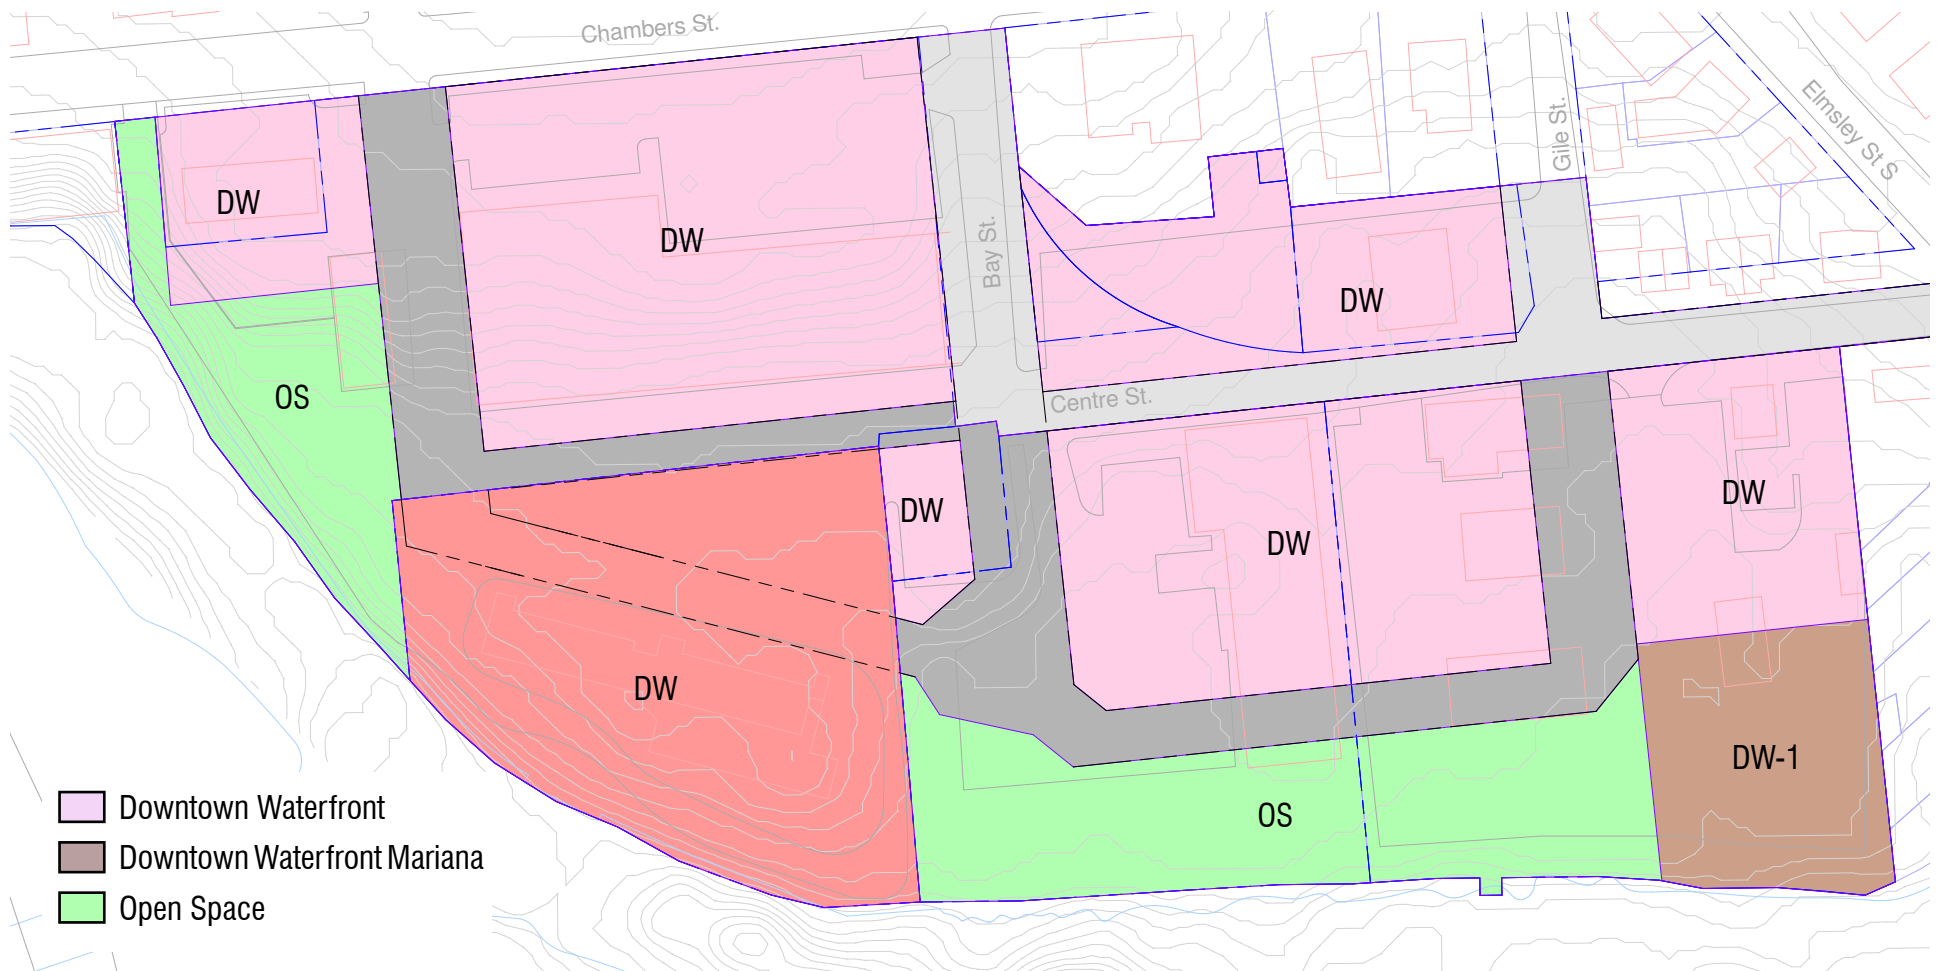 Chambers St.
Elmsley St S
Gile St.
DW
DW
Bay St.
DW
OS
Centre St.
DW
DW
DW
DW
DW-1
OS
Downtown Waterfront
Downtown Waterfront Mariana
Open Space